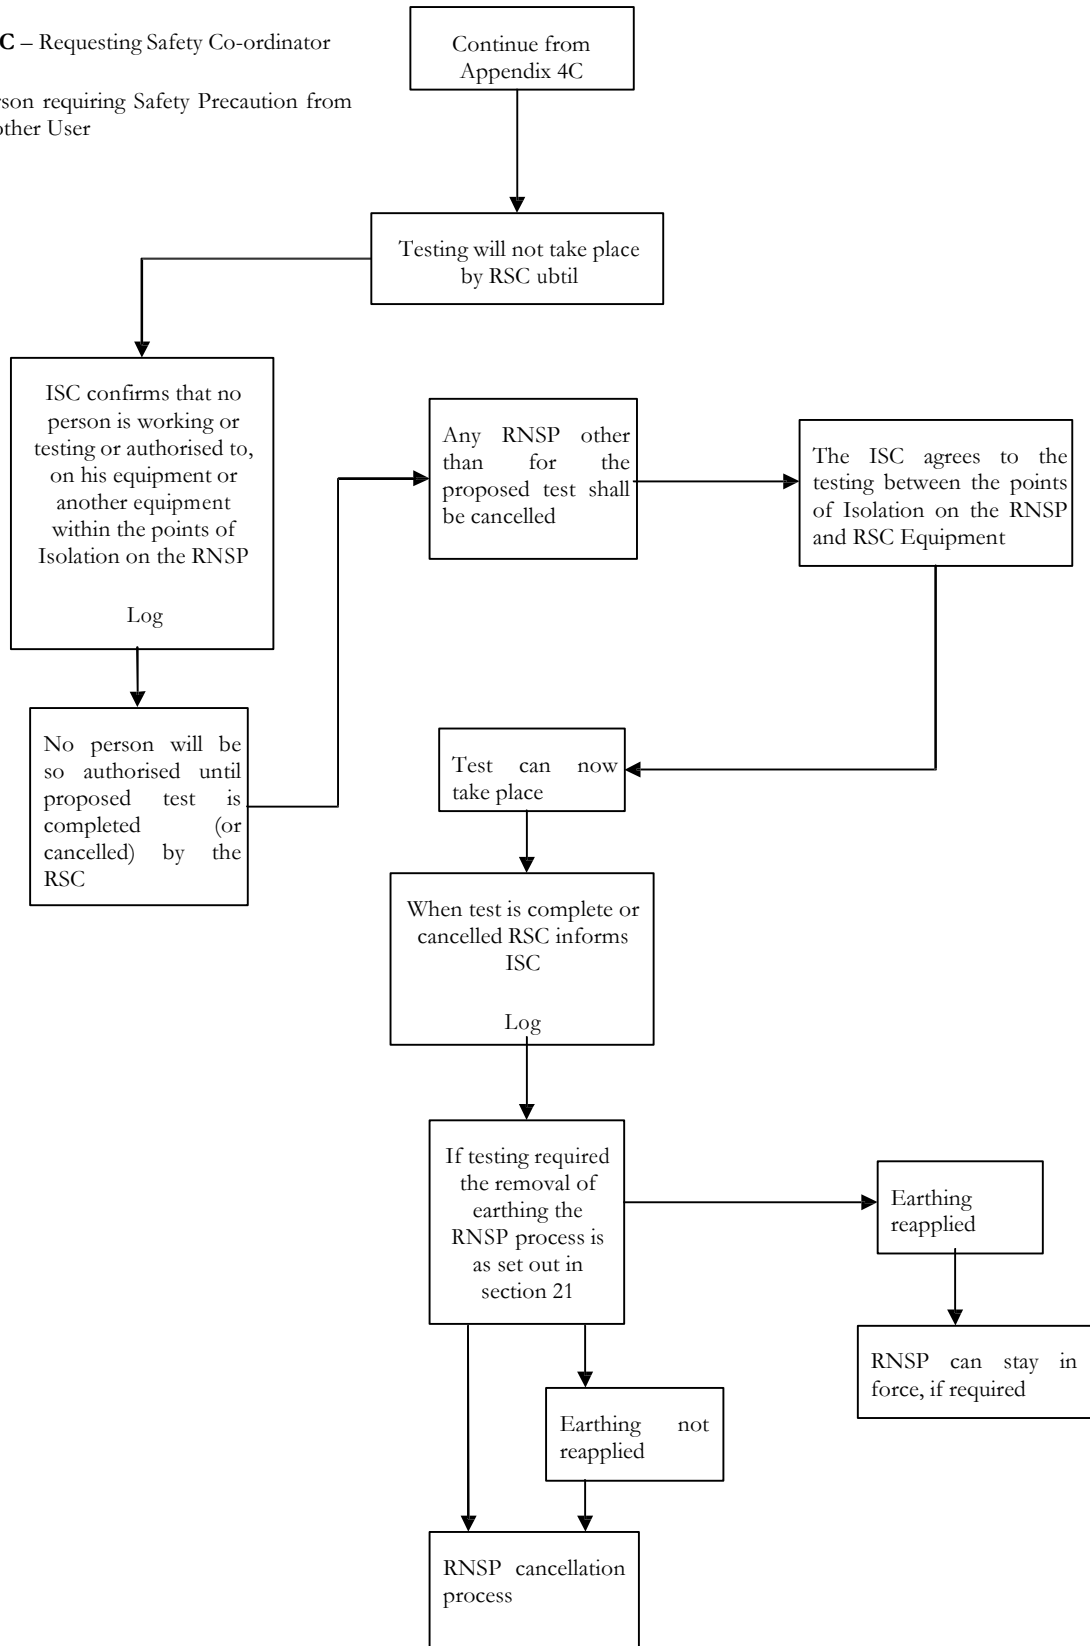 C – Requesting Safety Co-ordinator
rson requiring Safety Precaution from
other User
Continue from
Appendix 4C
Testing will not take place
by RSC ubtil
ISC confirms that no
person is working or
testing or authorised to,
on his equipment or
another equipment
within the points of
Isolation on the RNSP
Log
Any RNSP other
than for the
proposed test shall
be cancelled
The ISC agrees to the
testing between the points
of Isolation on the RNSP
and RSC Equipment
No person will be
so authorised until
proposed test is
completed (or
cancelled) by the
RSC
Test can now
take place
When test is complete or
cancelled RSC informs
ISC
Log
If testing required
the removal of
earthing the
RNSP process is
as set out in
section 21
Earthing
reapplied
RNSP can stay in
force, if required
Earthing not
reapplied
RNSP cancellation
process